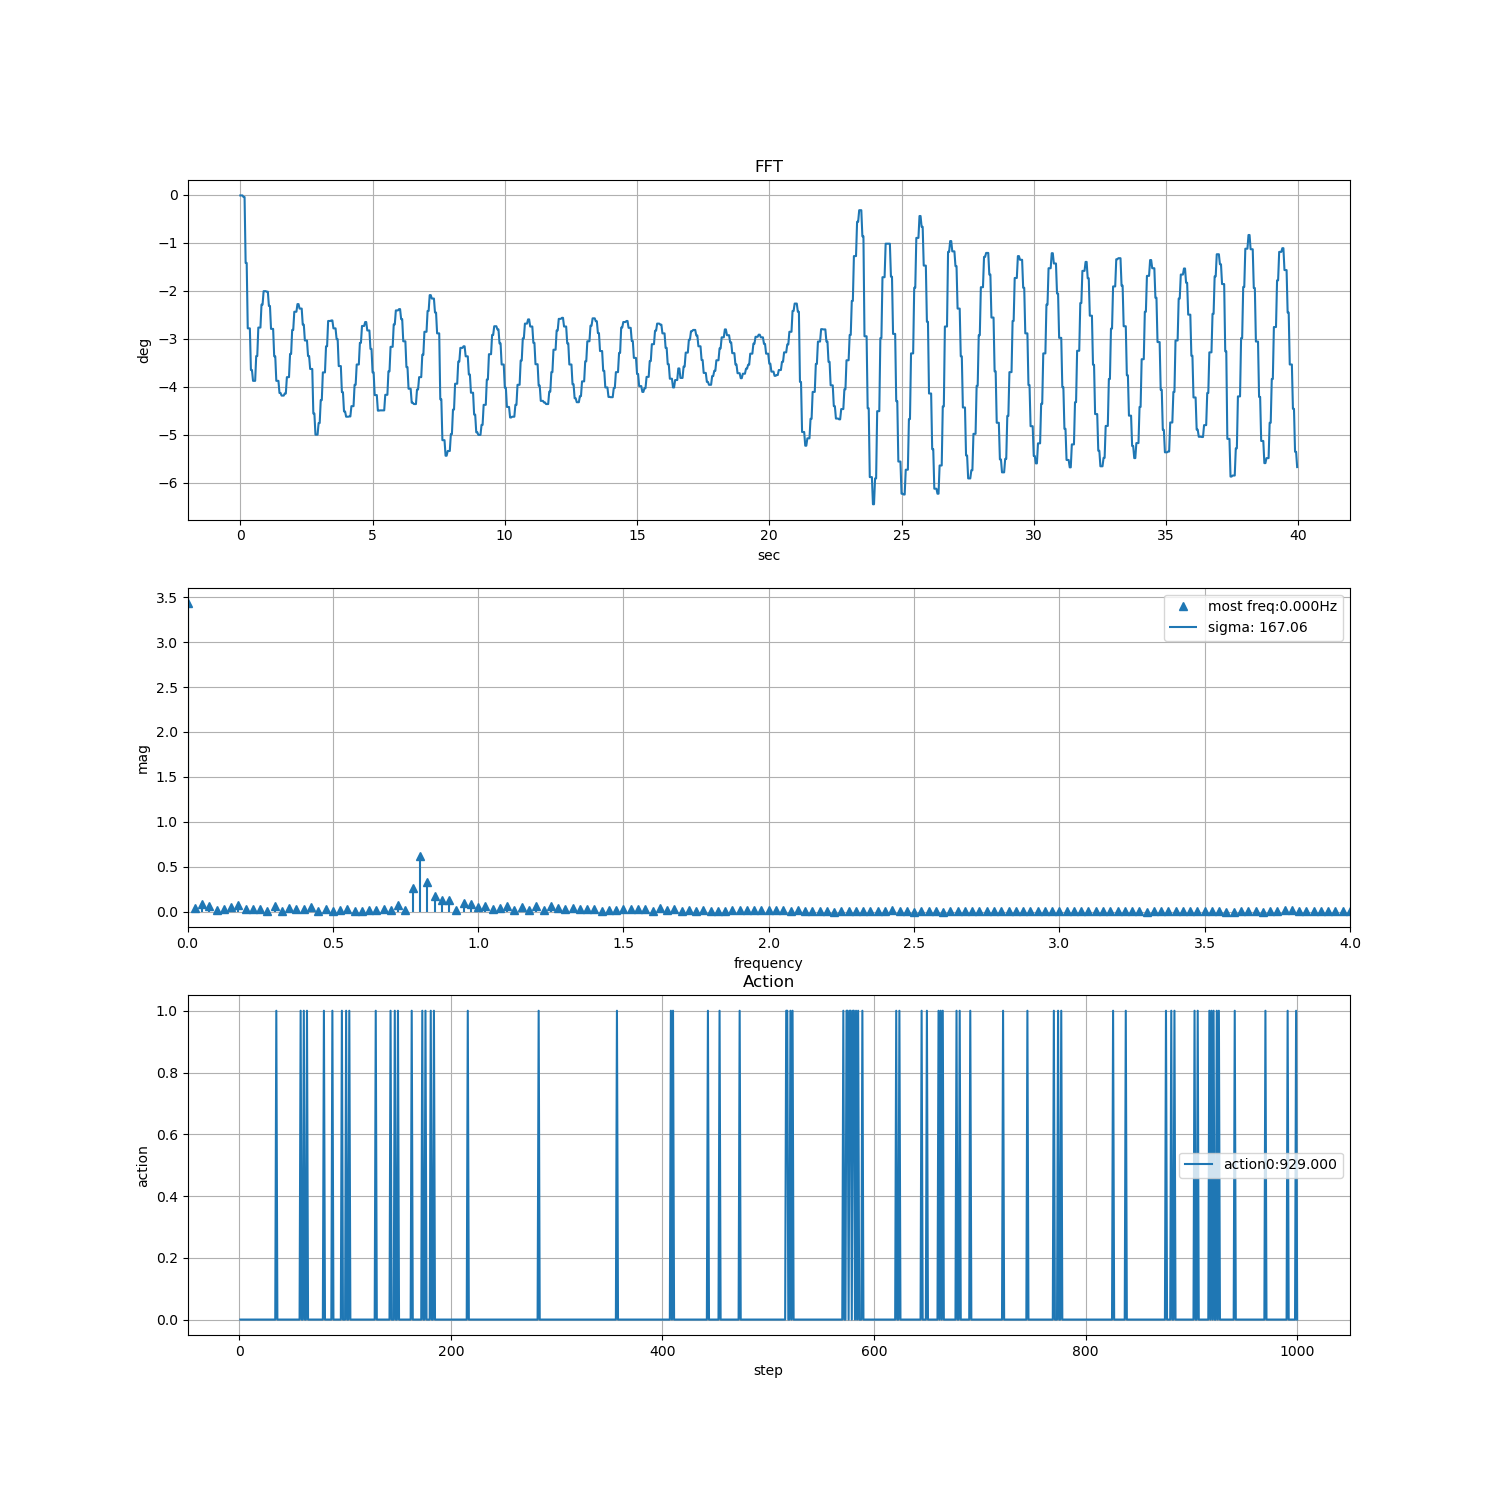 FFT
0
−1
−2
−3
−4
−5
−6
deg
0 5 10 15 20 25 30 35 40
sec
3.5
3.0
2.5
2.0
1.5
1.0
0.5
0.0
mag
most freq:0.000Hz
sigma: 167.06
0.0 0.5 1.0 1.5 2.0 2.5 3.0 3.5 4.0
frequency
Action
1.0
0.8
0.6
0.4
0.2
0.0
action
action0:929.000
0 200 400 600 800 1000
step